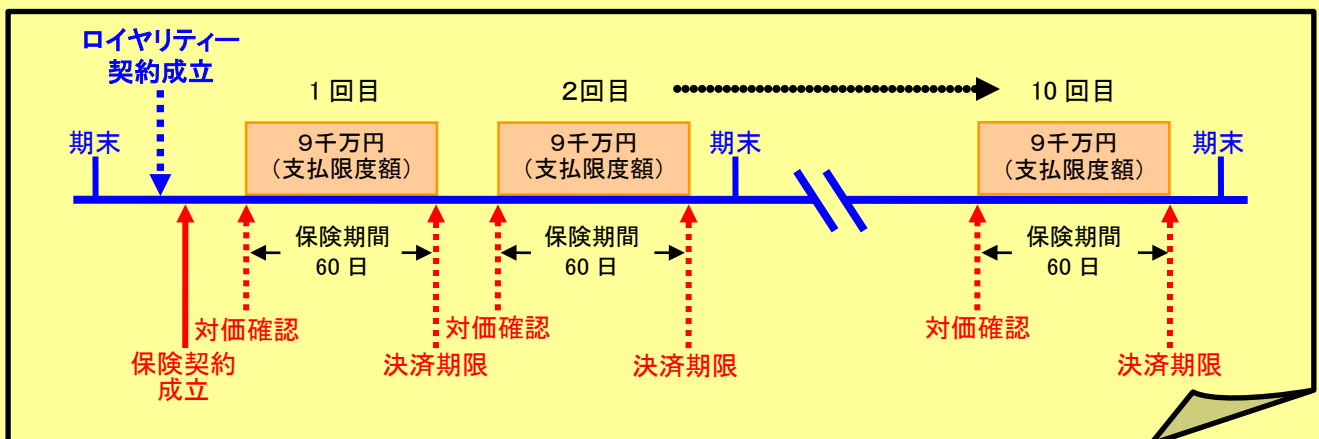 ロイヤリティー
契約成立
1回目
2回目
10回目
期末
9千万円
（支払限度額）
9千万円
（支払限度額）
期末
9千万円
（支払限度額）
期末
保険期間
60日
保険期間
60日
保険期間
60日
対価確認
対価確認
対価確認
保険契約
成立
決済期限
決済期限
決済期限